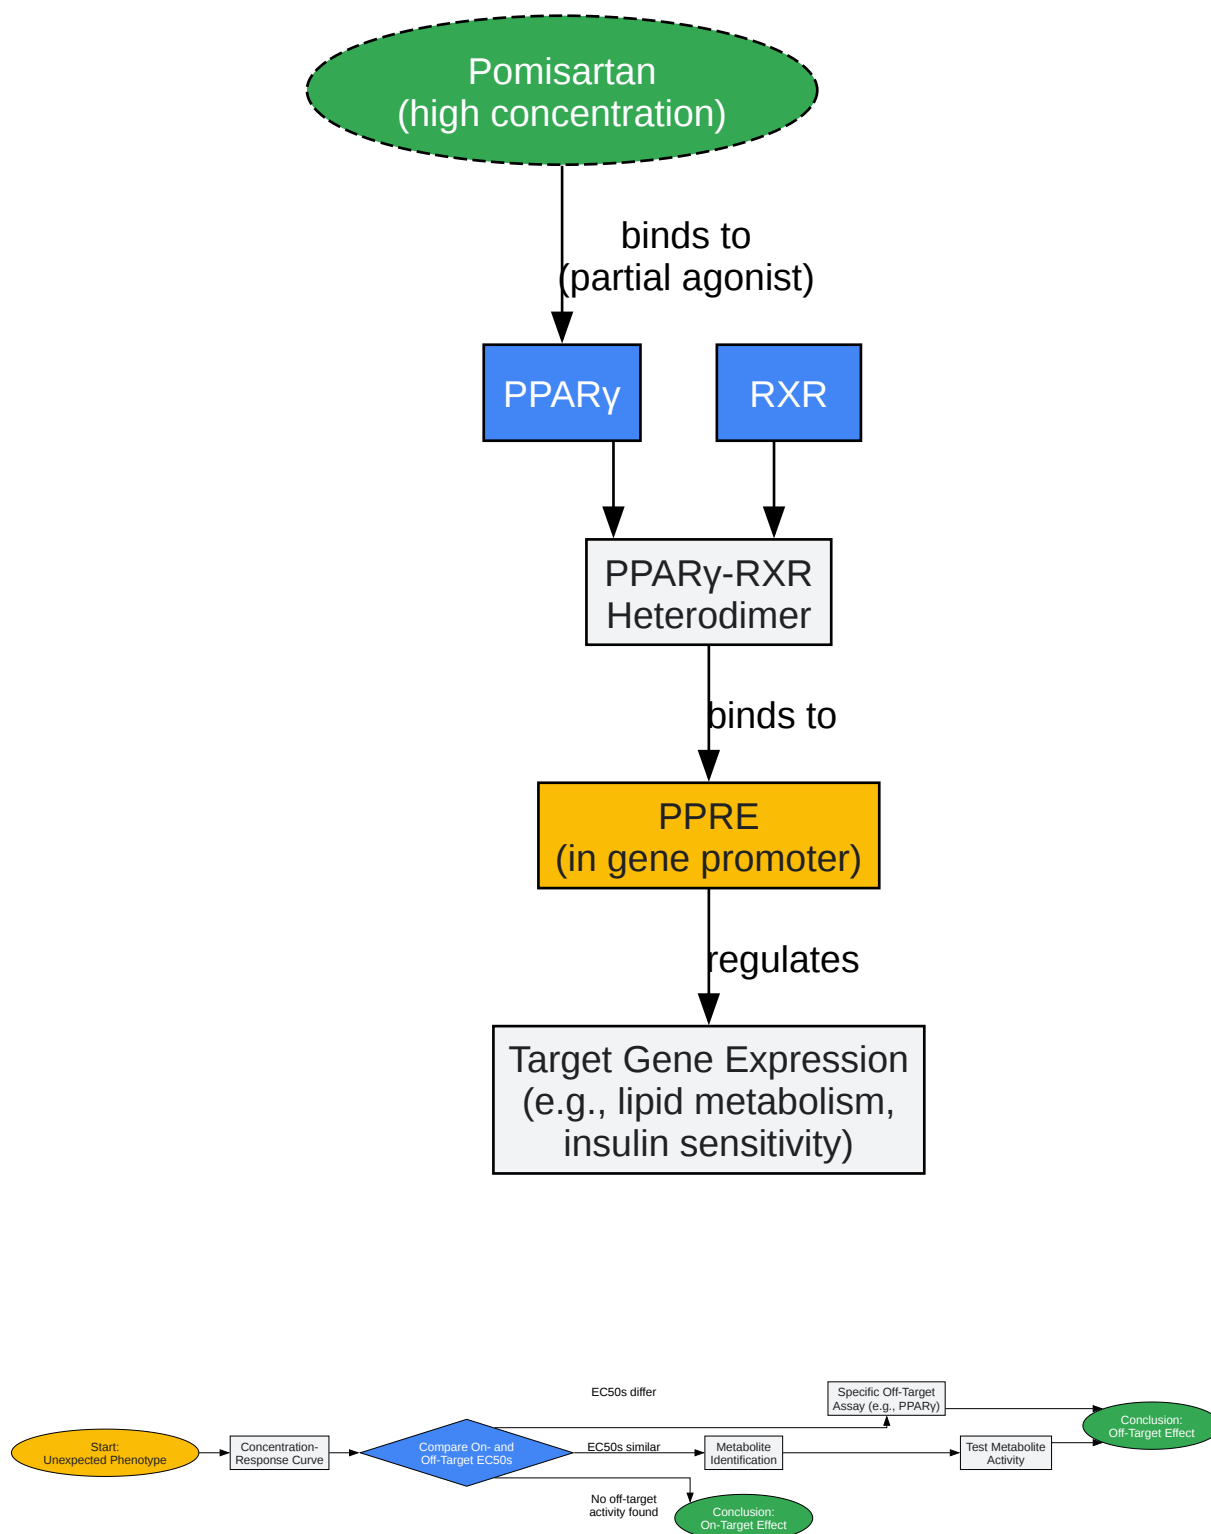 Pomisartan
(high concentration)
binds to
(partial agonist)
PPARγ
RXR
PPARγ-RXR
Heterodimer
binds to
PPRE
(in gene promoter)
regulates
Target Gene Expression
(e.g., lipid metabolism,
insulin sensitivity)
Start:
Unexpected Phenotype
Concentration-
Response Curve
Compare On- and
Off-Target EC50s
EC50s differ
Specific Off-Target
Assay (e.g., PPARγ)
EC50s similar
Metabolite
Identification
Test Metabolite
Activity
Conclusion:
Off-Target Effect
No off-target
activity found
Conclusion:
On-Target Effect